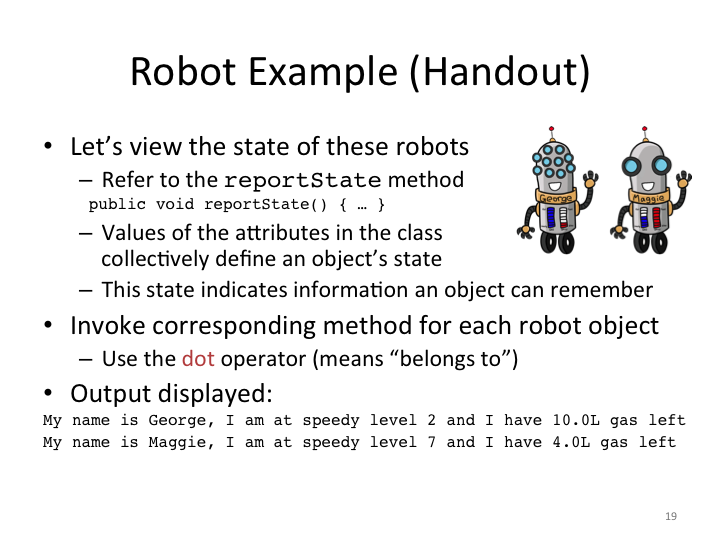 Robot Example (Handout)
• Let's view the state of these robots
– Refer to the reportState method
public void reportState() { … }
– Values of the attributes in the class
collectively define an object's state
– This state indicates information an object can remember
• Invoke corresponding method for each robot object
– Use the dot operator (means “belongs to”)
• Output displayed:
My name is George, I am at speedy level 2 and I have 10.0L gas left
My name is Maggie, I am at speedy level 7 and I have 4.0L gas left
George
Maggie
19